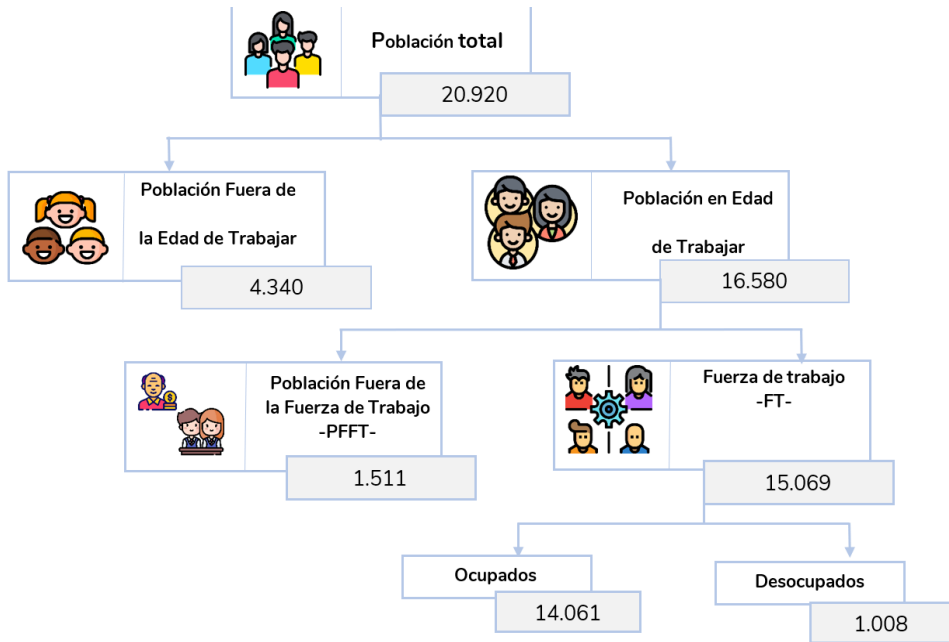 Población total
20.920
Población Fuera de
la Edad de Trabajar
4.340
Población en Edad
de Trabajar
16.580
Población Fuera de
la Fuerza de Trabajo
-PFFT-
1.511
Fuerza de trabajo
-FT-
15.069
Ocupados
14.061
Desocupados
1.008